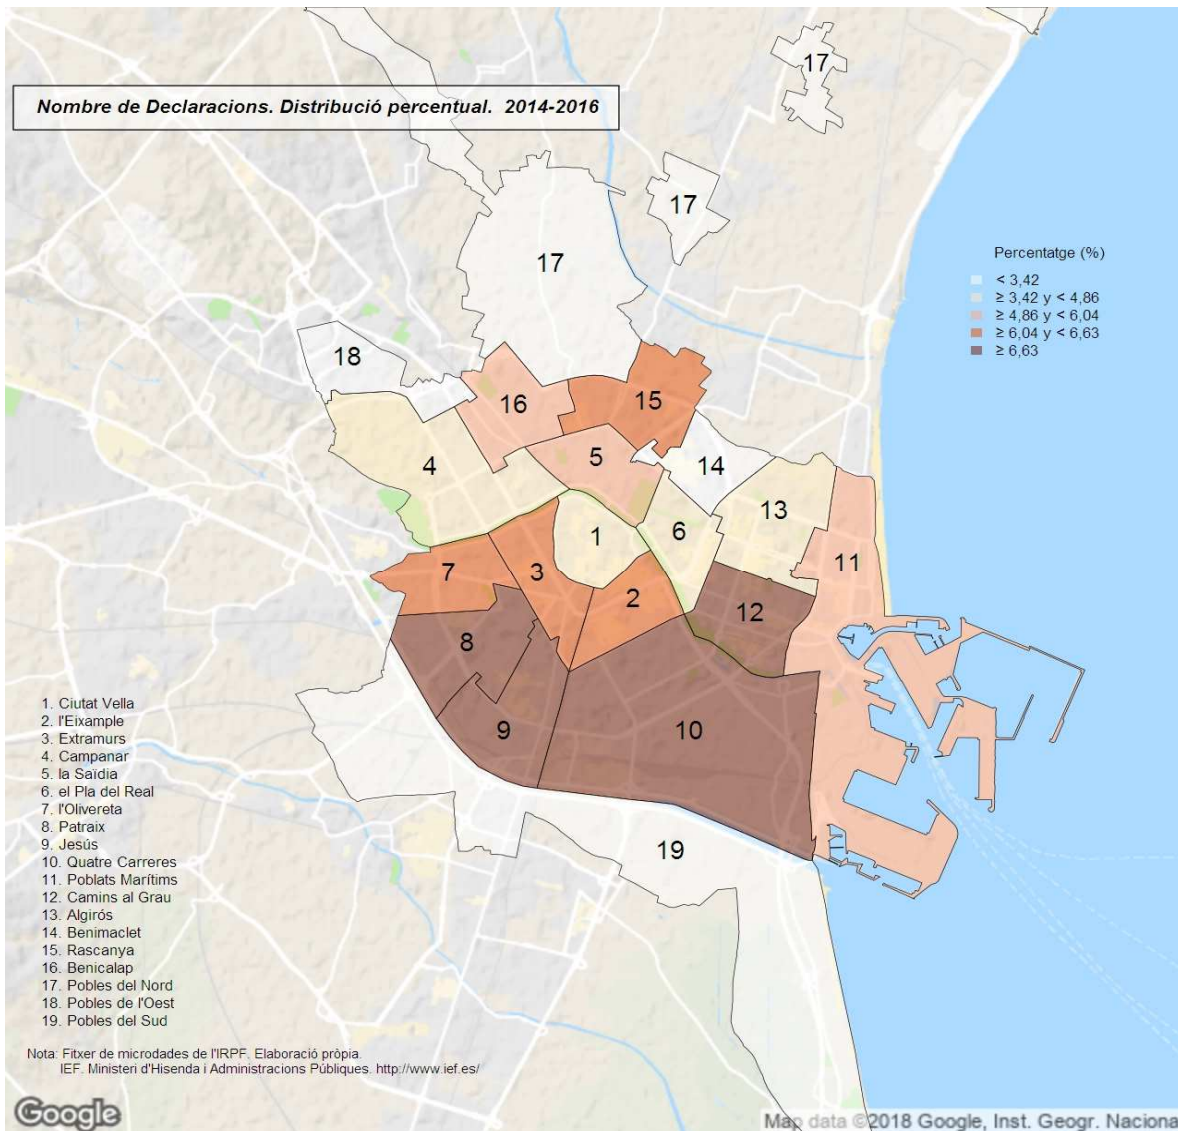 Nombre de Declaracions. Distribució percentual. 2014-2016
17
17
17
Percentatge (%)
< 3,42
≥ 3,42 y < 4,86
≥ 4,86 y < 6,04
≥ 6,04 y < 6,63
≥ 6,63
18
16
15
4
5
14
13
6
1
11
7
3
2
12
8
9
10
19
1. Ciutat Vella
2. l'Eixample
3. Extramurs
4. Campanar
5. la Saïdia
6. el Pla del Real
7. l'Olivereta
8. Patraix
9. Jesús
10. Quatre Carreres
11. Poblats Marítims
12. Camins al Grau
13. Algirós
14. Benimaclet
15. Rascanya
16. Benicalap
17. Pobles del Nord
18. Pobles de l'Oest
19. Pobles del Sud
Nota: Fitxer de microdades de l'IRPF. Elaboració pròpia.
IEF. Ministeri d'Hisenda i Administracions Públiques. http://www.ief.es/
Google
Map data ©2018 Google, Inst. Geogr. Naciona